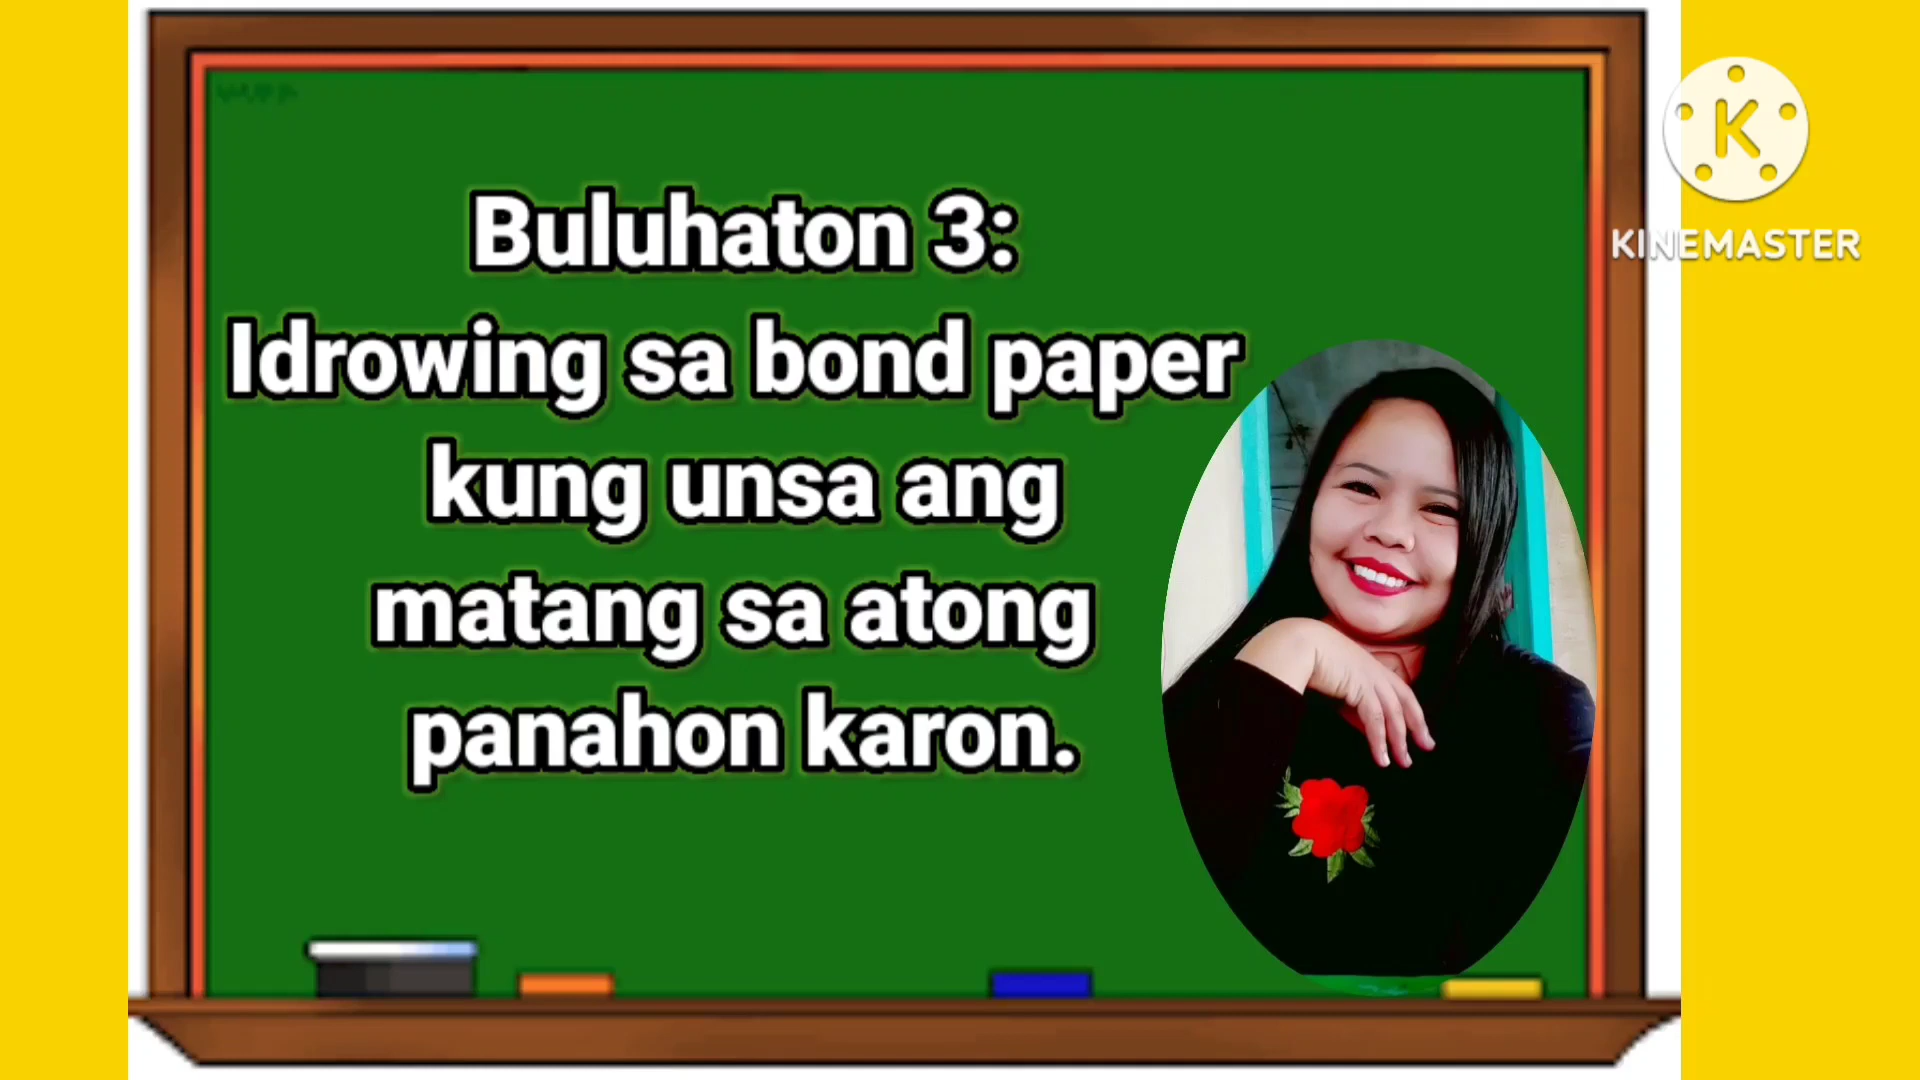 Buluhaton 3:
Idrowing sa bond paper
kung unsa ang
matang sa atong
panahon karon.
K
KINEMASTER